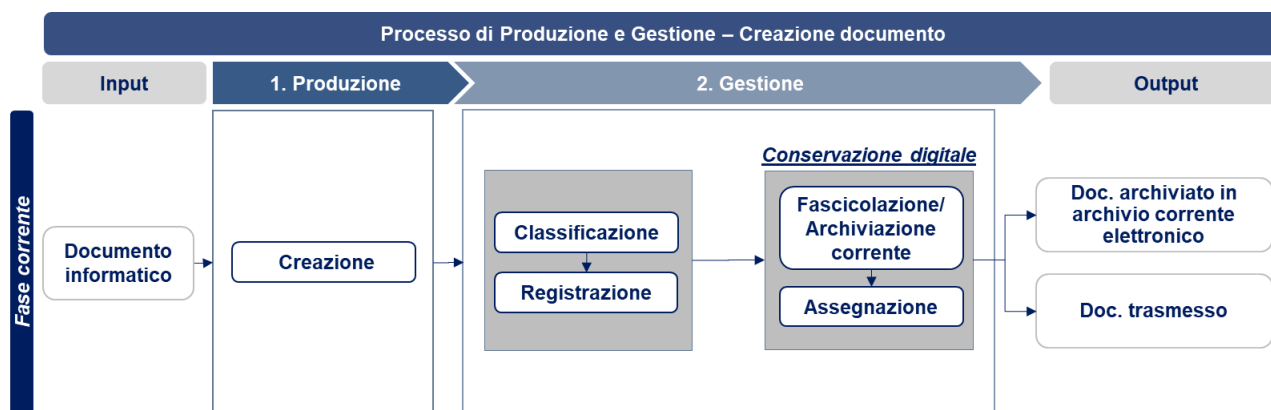 Processo di Produzione e Gestione – Creazione documento
Input
1. Produzione
2. Gestione
Output
Fase corrente
Documento
informatico
Creazione
Classificazione
Registrazione
Conservazione digitale
Fascicolazione/
Archiviazione
corrente
Assegnazione
Doc. archiviato in
archivio corrente
elettronico
Doc. trasmesso